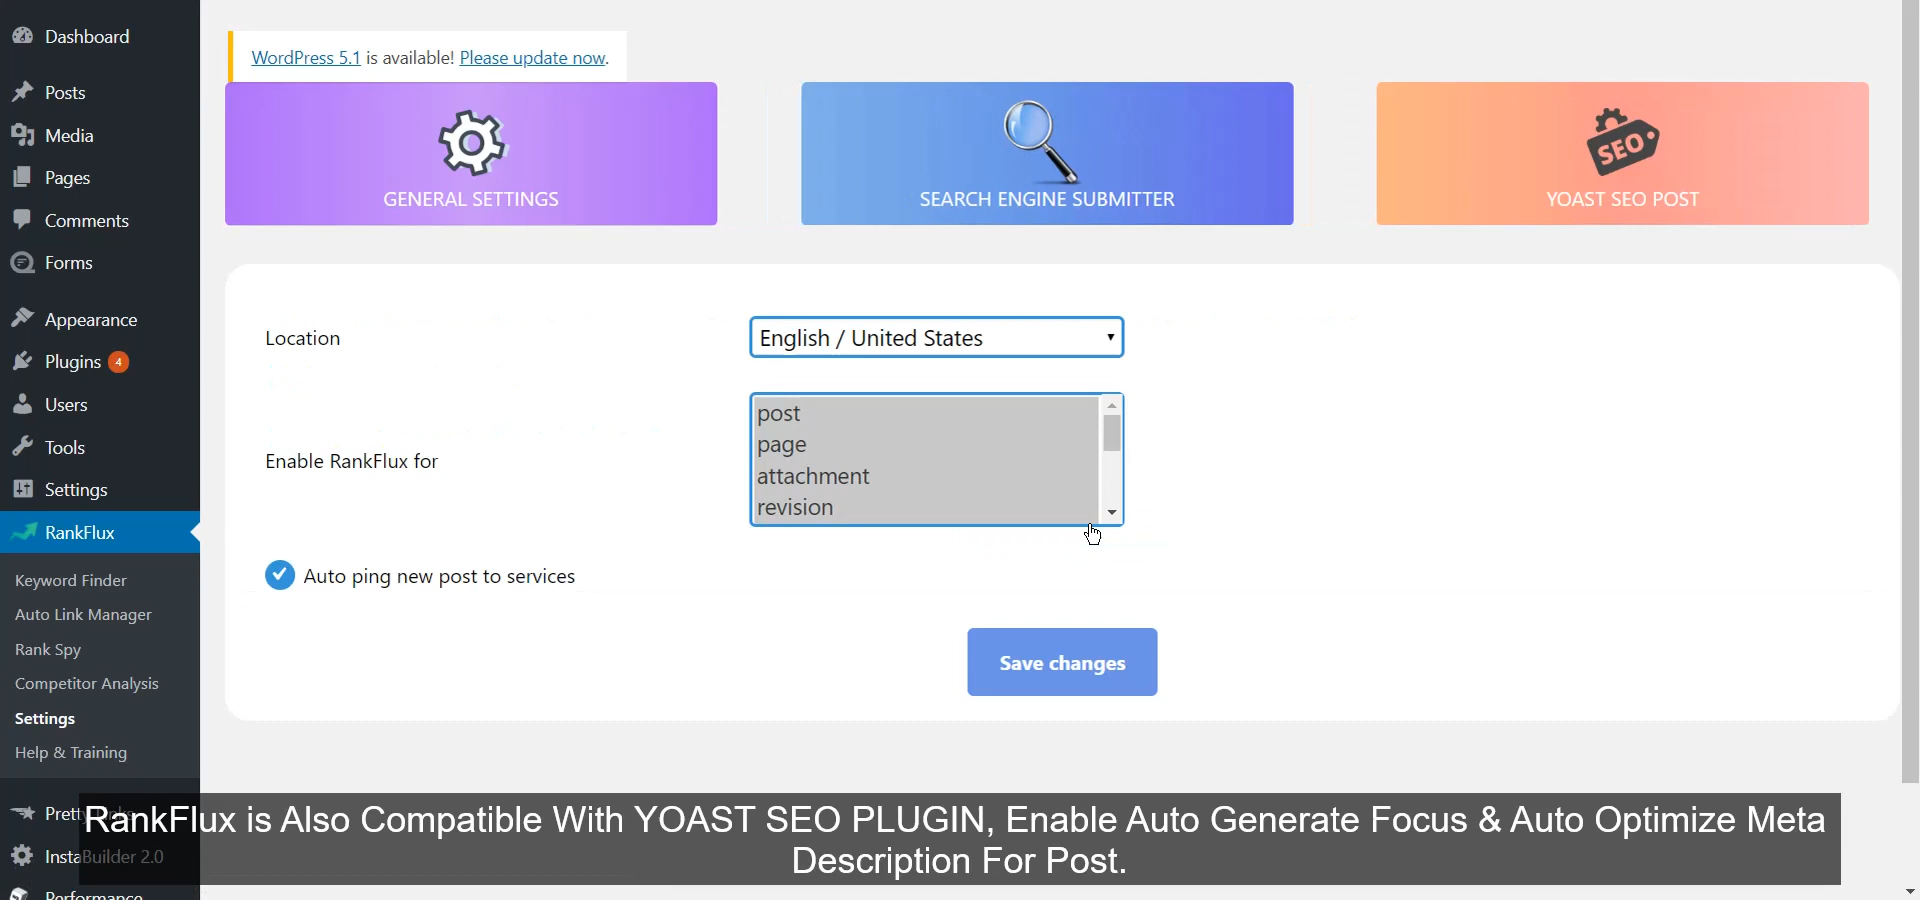 Dashboard
Posts
Media
Pages
Comments
Forms
Appearance
Plugins 4
Users
Tools
Settings
RankFlux
Keyword Finder
Auto Link Manager
Rank Spy
Competitor Analysis
Settings
Help & Training
InstaBuilder 2.0
Performance
WordPress 5.1 is available! Please update now.
GENERAL SETTINGS
SEARCH ENGINE SUBMITTER
SEO
YOAST SEO POST
Location
English / United States
Enable RankFlux for
post
page
attachment
revision
Auto ping new post to services
Save changes
RankFlux is Also Compatible With YOAST SEO PLUGIN, Enable Auto Generate Focus & Auto Optimize Meta
Description For Post.